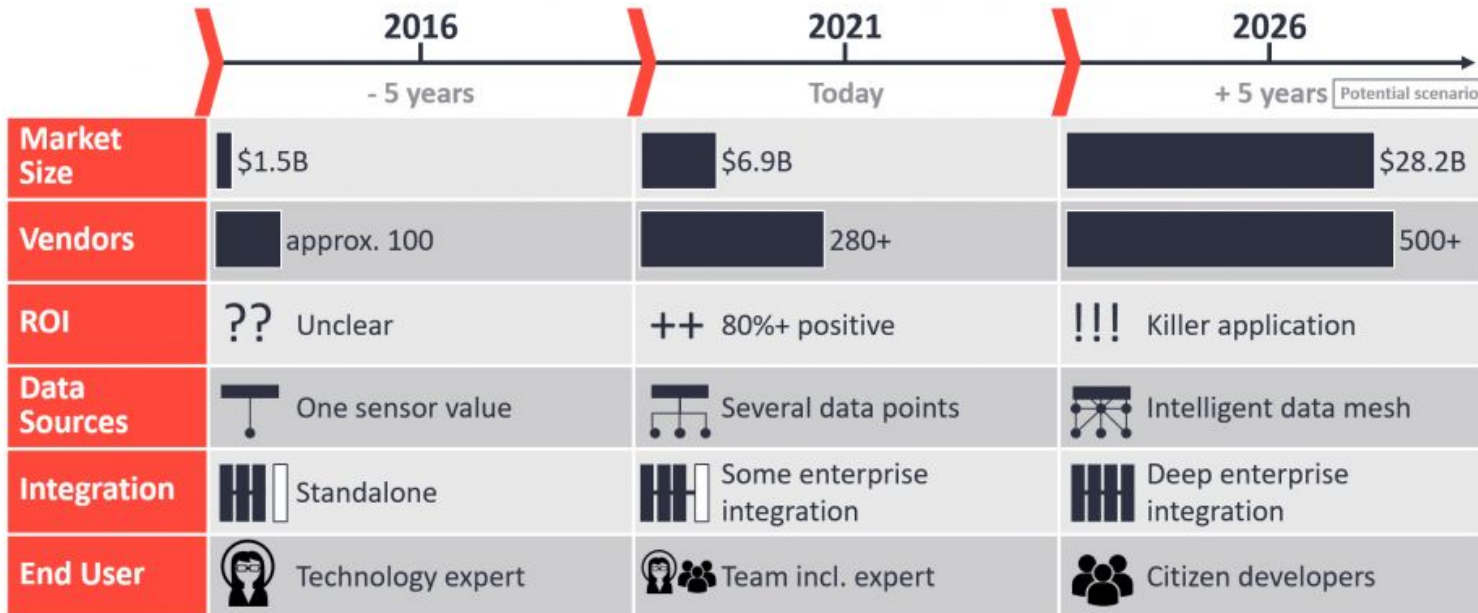 2016
2021
2026
- 5 years
Today
+ 5 years
Potential scenario
Market
Size
$1.5B
$6.9B
$28.2B
Vendors
approx. 100
280+
500+
ROI
??
Unclear
++
80%+ positive
!!!
Killer application
Data
Sources
One sensor value
Several data points
Intelligent data mesh
Integration
Standalone
Some enterprise
integration
Deep enterprise
integration
End User
Technology expert
Team incl. expert
Citizen developers